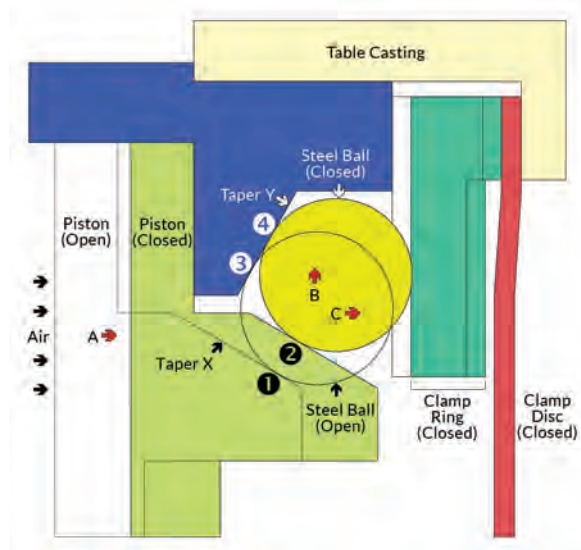 Table Casting
Steel Ball
(Closed)
Taper Y
4
Piston
(Open)
Piston
(Closed)
3
B
C
Air
A
2
Taper X
1
Steel Ball
(Open)
Clamp
Ring
(Closed)
Clamp
Disc
(Closed)